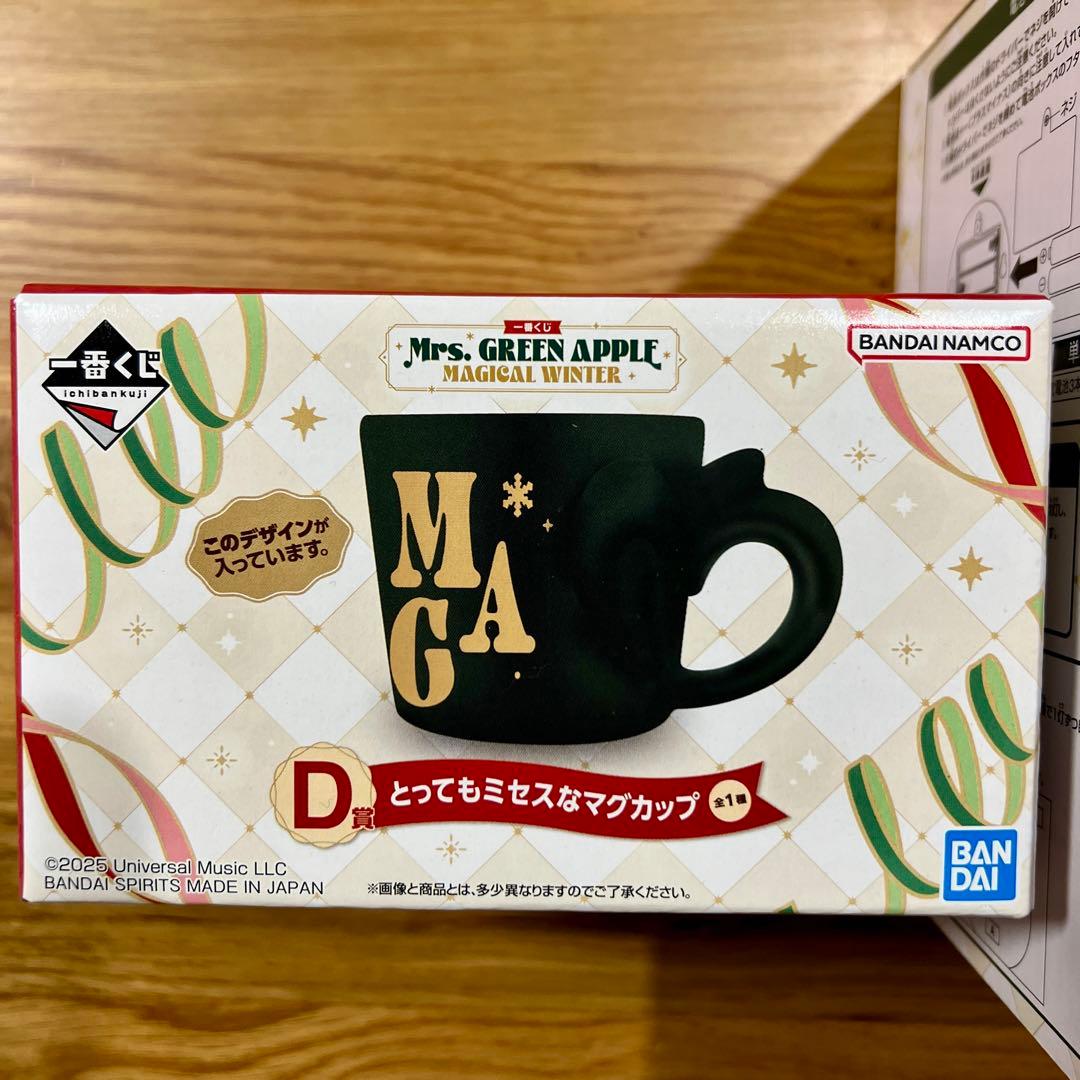 一番くじ
ichibankuji
一番くじ
Mrs. GREEN APPLE
MAGICAL WINTER
BANDAI NAMCO
このデザインが
入っています。
M
A
G
D賞
とってもミセスなマグカップ
全1種
©2025 Universal Music LLC
BANDAI SPIRITS MADE IN JAPAN
※画像と商品とは、多少異なりますのでご了承ください。
BAN
DAI
ネジ